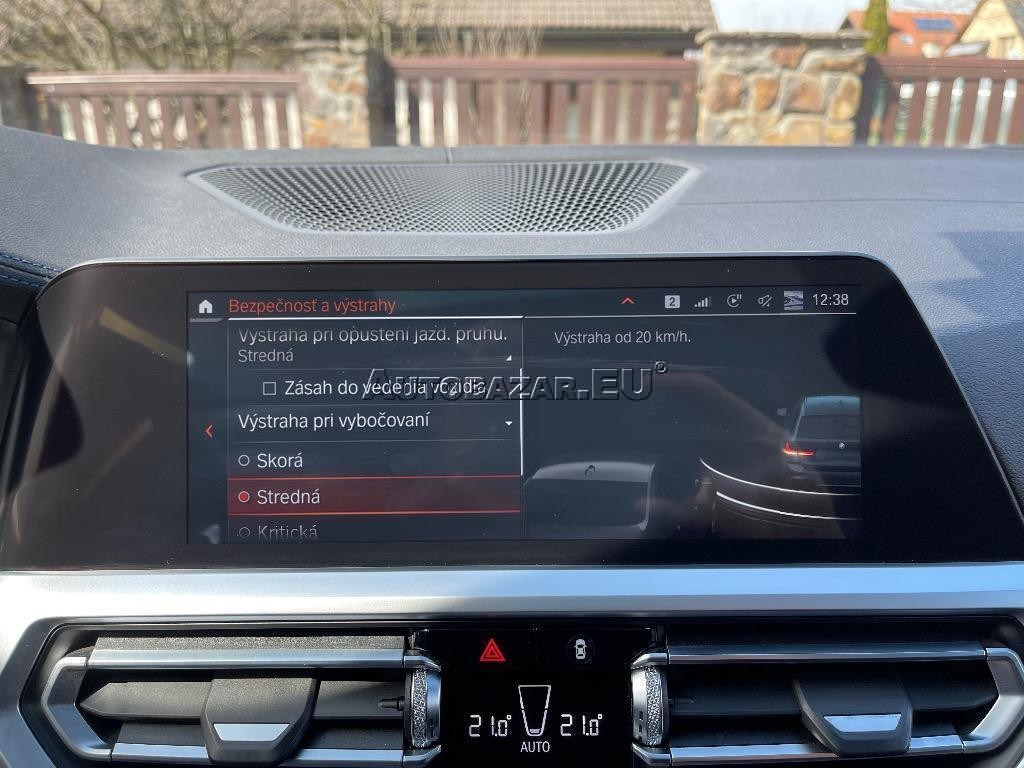 Bezpečnosť a výstrahy
2
12:38
Výstraha pri opustení jazd. pruhu.
Stredná
Zásah do vedenia vozidla
Výstraha pri vybočovaní
Skorá
Stredná
Kritická
Výstraha od 20 km/h.
AUTOBAZAR.EU
21.0°
21.0°
AUTO